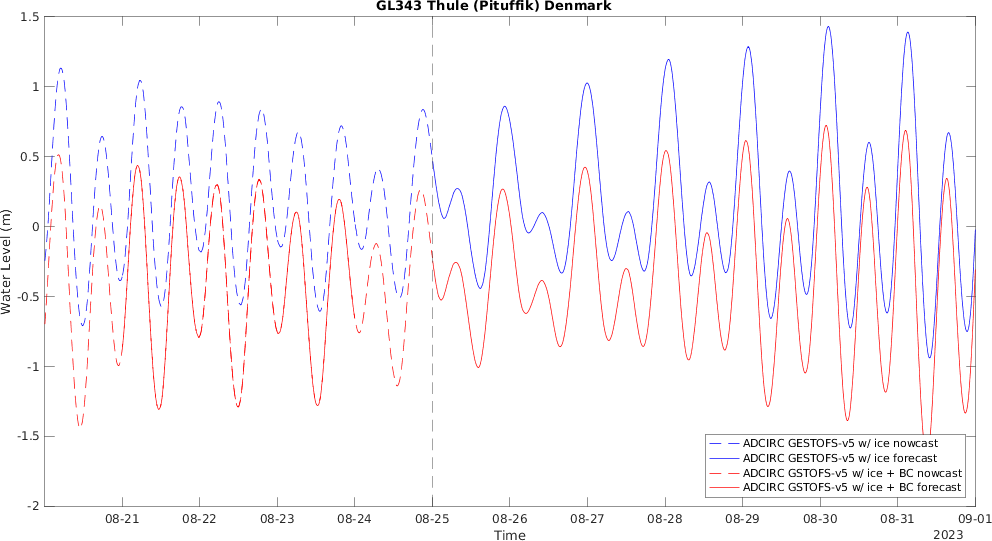 GL343 Thule (Pituffik) Denmark
1.5
1
0.5
0
-0.5
-1
-1.5
-2
Water Level (m)
ADCIRC GESTOFS-v5 w/ ice nowcast
ADCIRC GESTOFS-v5 w/ ice forecast
ADCIRC GSTOFS-v5 w/ ice + BC nowcast
ADCIRC GSTOFS-v5 w/ ice + BC forecast
08-21 08-22 08-23 08-24 08-25 08-26 08-27 08-28 08-29 08-30 08-31 09-01
Time
2023